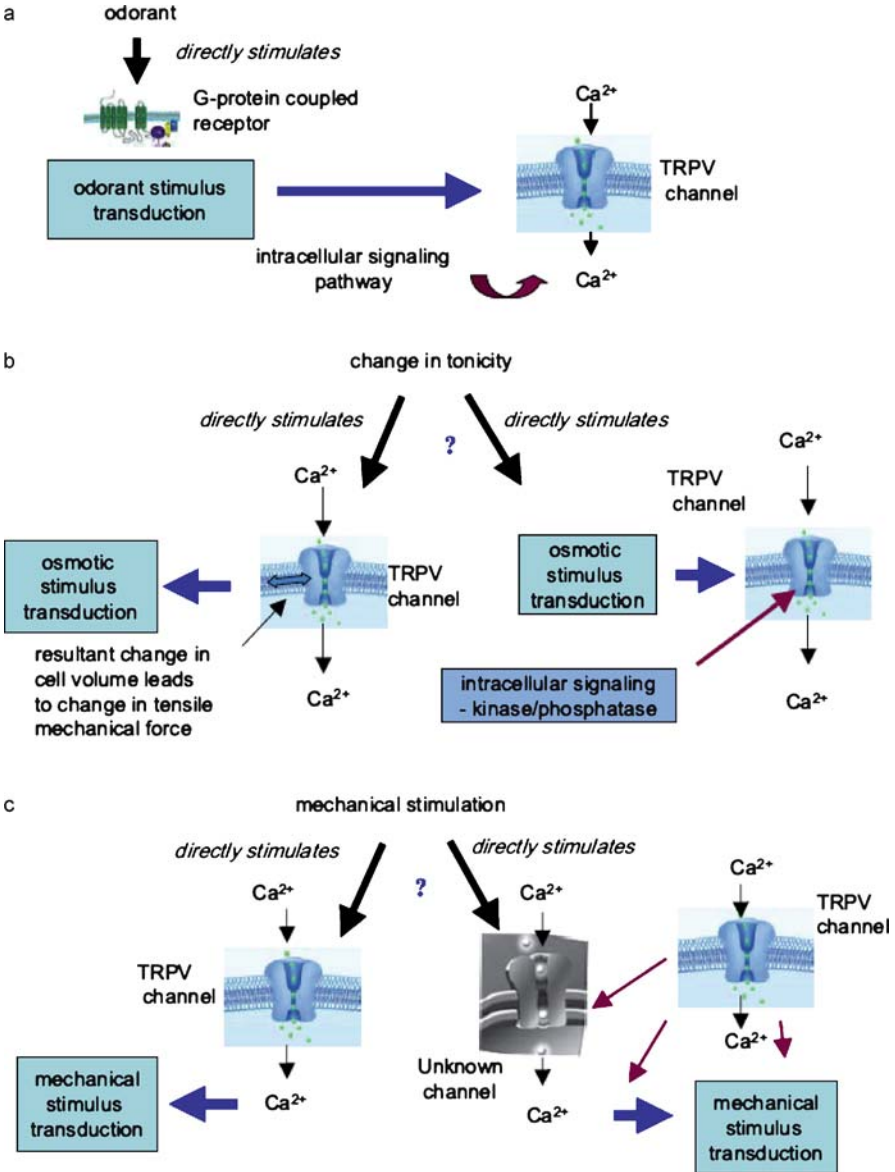 a
odorant
directly stimulates
G-protein coupled
receptor
odorant stimulus
transduction
Ca²⁺
TRPV
channel
intracellular signaling
pathway
Ca²⁺
b
change in tonicity
directly stimulates
directly stimulates
?
Ca²⁺
TRPV
channel
osmotic
stimulus
transduction
resultant change in
cell volume leads
to change in tensile
mechanical force
Ca²⁺
Ca²⁺
TRPV
channel
osmotic
stimulus
transduction
intracellular signaling
- kinase/phosphatase
Ca²⁺
c
mechanical stimulation
directly stimulates
directly stimulates
?
Ca²⁺
TRPV
channel
Ca²⁺
mechanical
stimulus
transduction
Ca²⁺
Unknown
channel
Ca²⁺
Ca²⁺
TRPV
channel
Ca²⁺
mechanical
stimulus
transduction